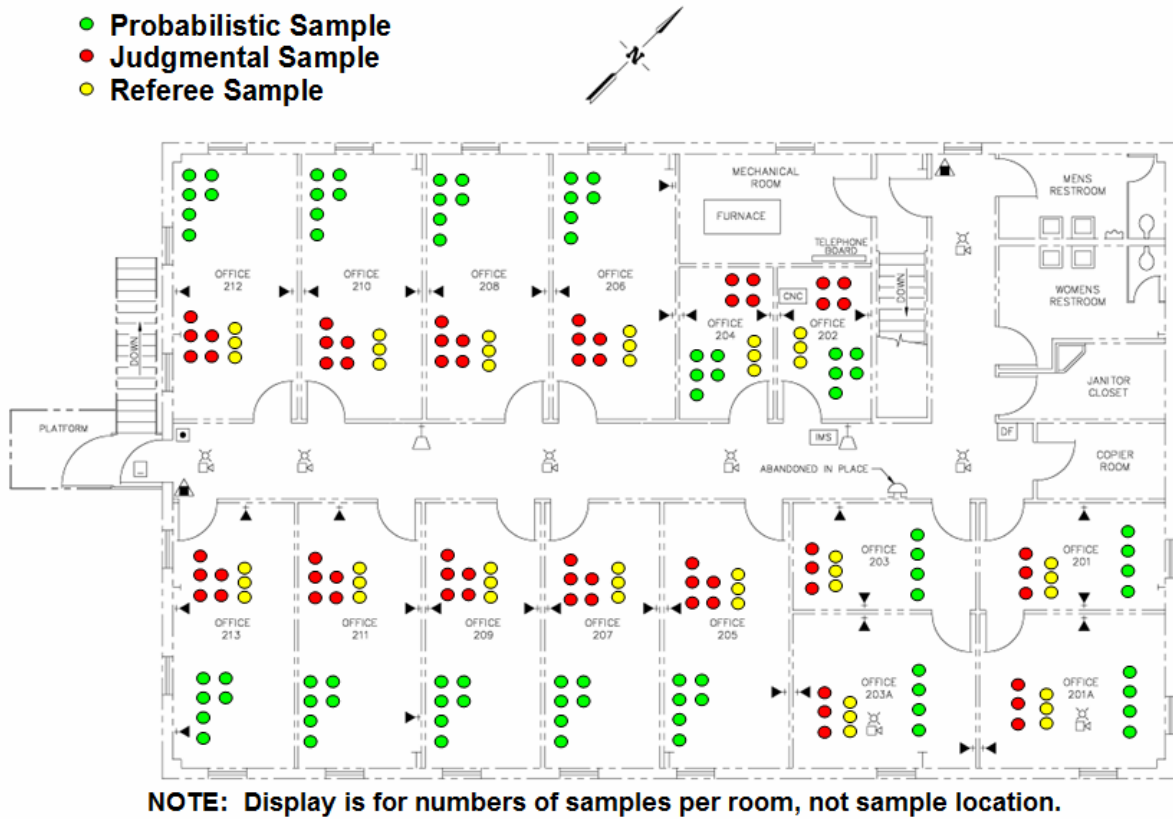 Probabilistic Sample
Judgmental Sample
Referee Sample
N
MECHANICAL
ROOM
FURNACE
TELEPHONE
BOARD
MENS
RESTROOM
WOMENS
RESTROOM
OFFICE
212
OFFICE
210
OFFICE
208
OFFICE
206
OFFICE
204
CNC
OFFICE
202
DOWN
DOWN
JANITOR
CLOSET
PLATFORM
IMS
DF
COPIER
ROOM
ABANDONED IN PLACE
OFFICE
203
OFFICE
201
OFFICE
213
OFFICE
211
OFFICE
209
OFFICE
207
OFFICE
205
OFFICE
203A
OFFICE
201A
NOTE: Display is for numbers of samples per room, not sample location.